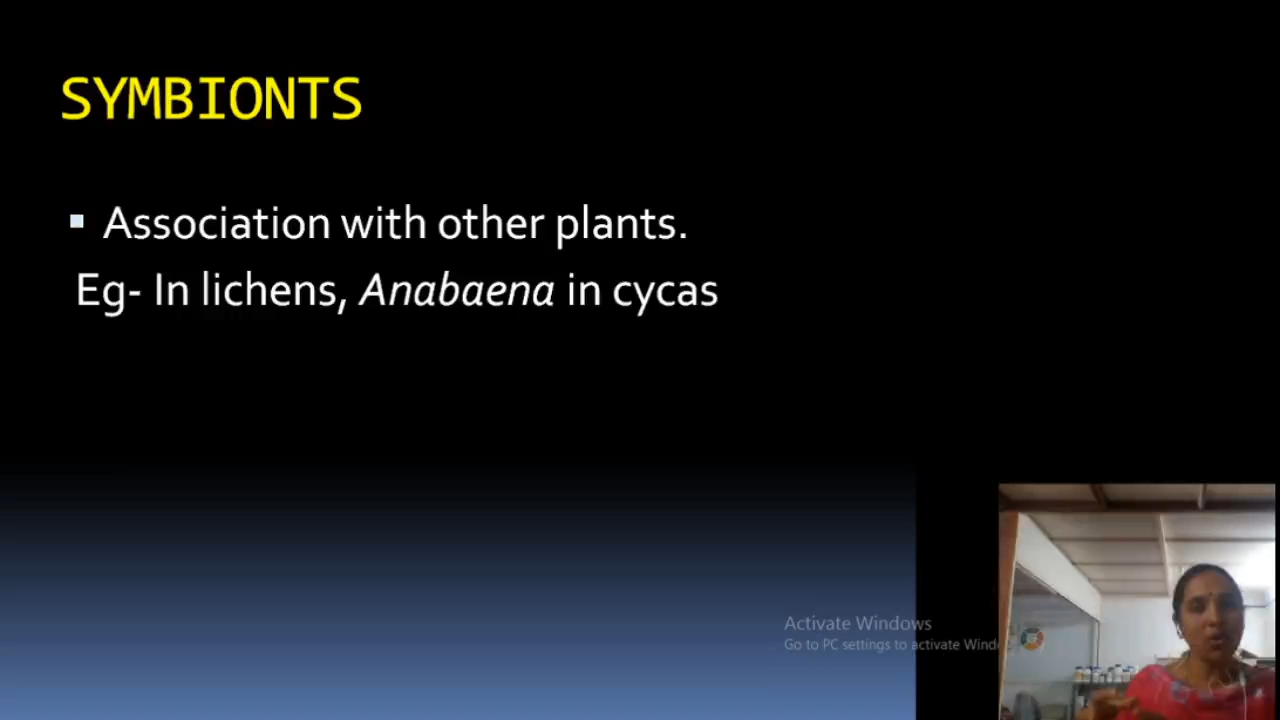 SYMBIONTS
Association with other plants.
Eg- In lichens, Anabaena in cycas
Activate Windows
Go to PC settings to activate